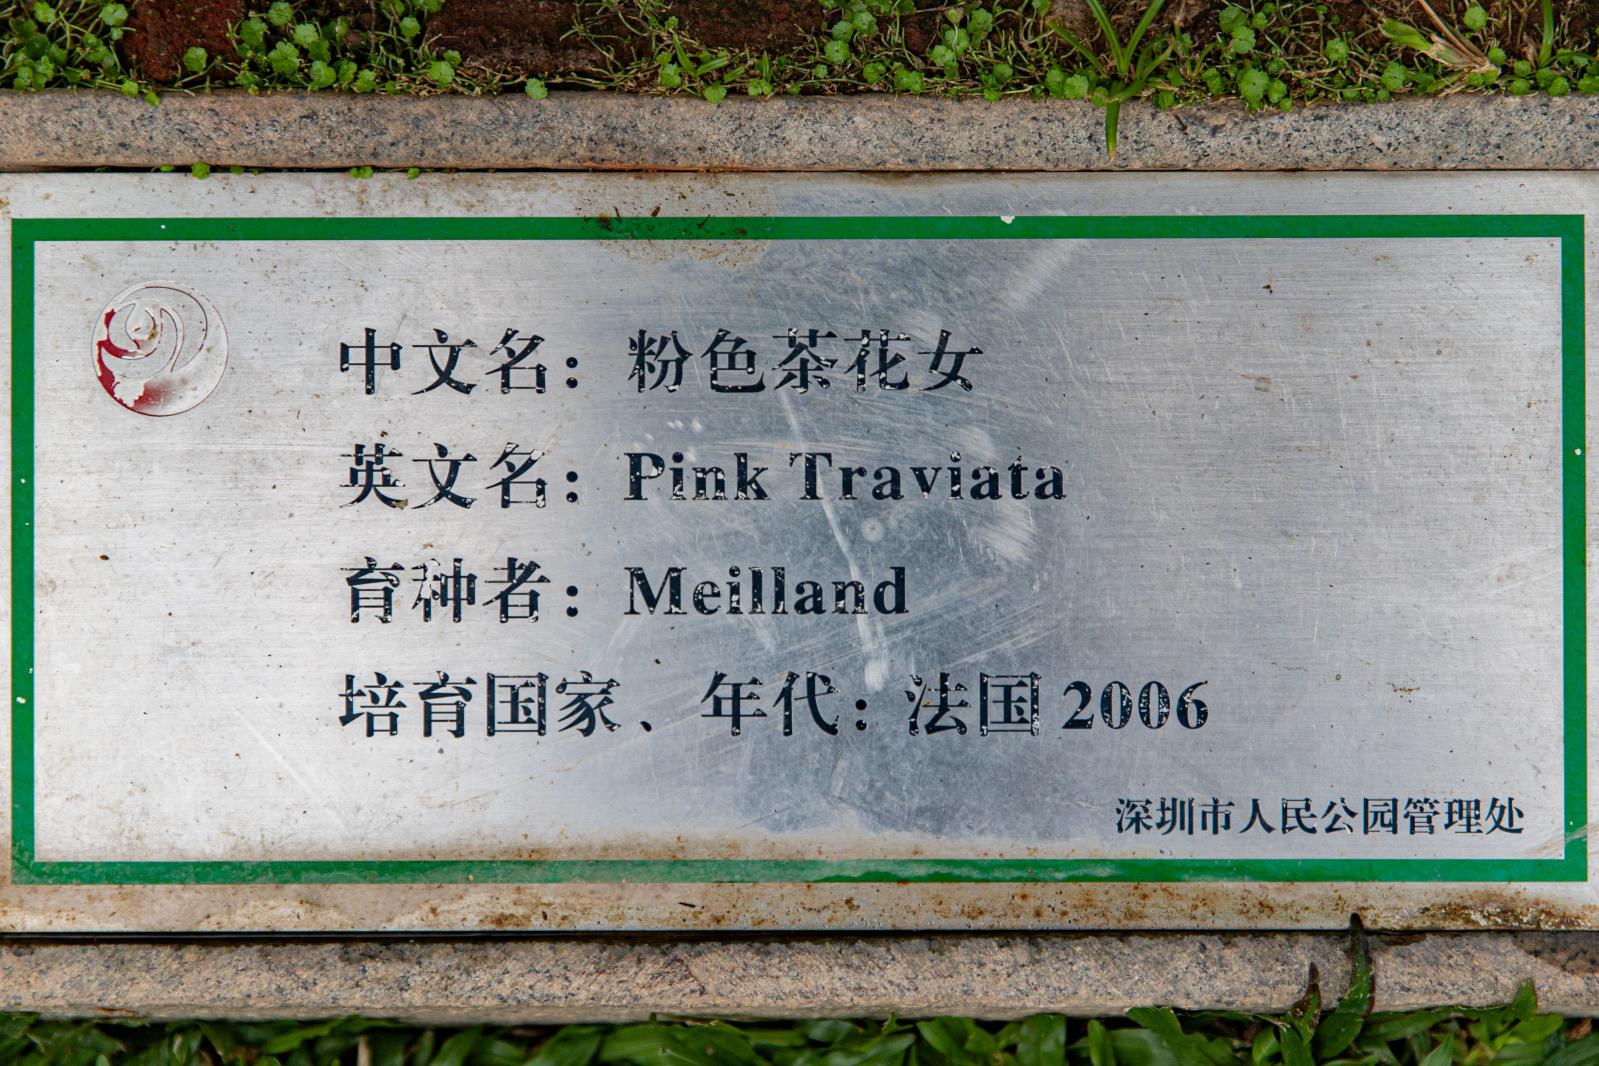 中文名：粉色茶花女
英文名：Pink Traviata
育种者：Meilland
培育国家、年代：法国 2006
深圳市人民公园管理处